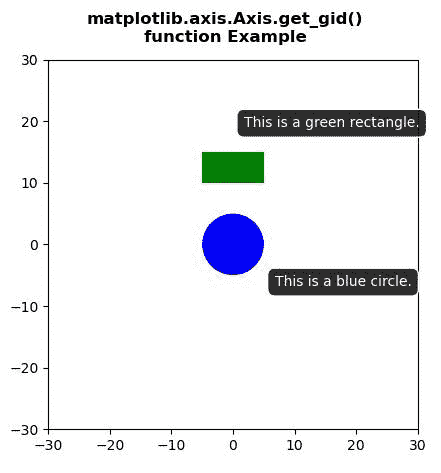 matplotlib.axis.Axis.get_gid()
function Example
30
This is a green rectangle.
20
10
0
This is a blue circle.
−10
−20
−30
−30 −20 −10 0 10 20 30